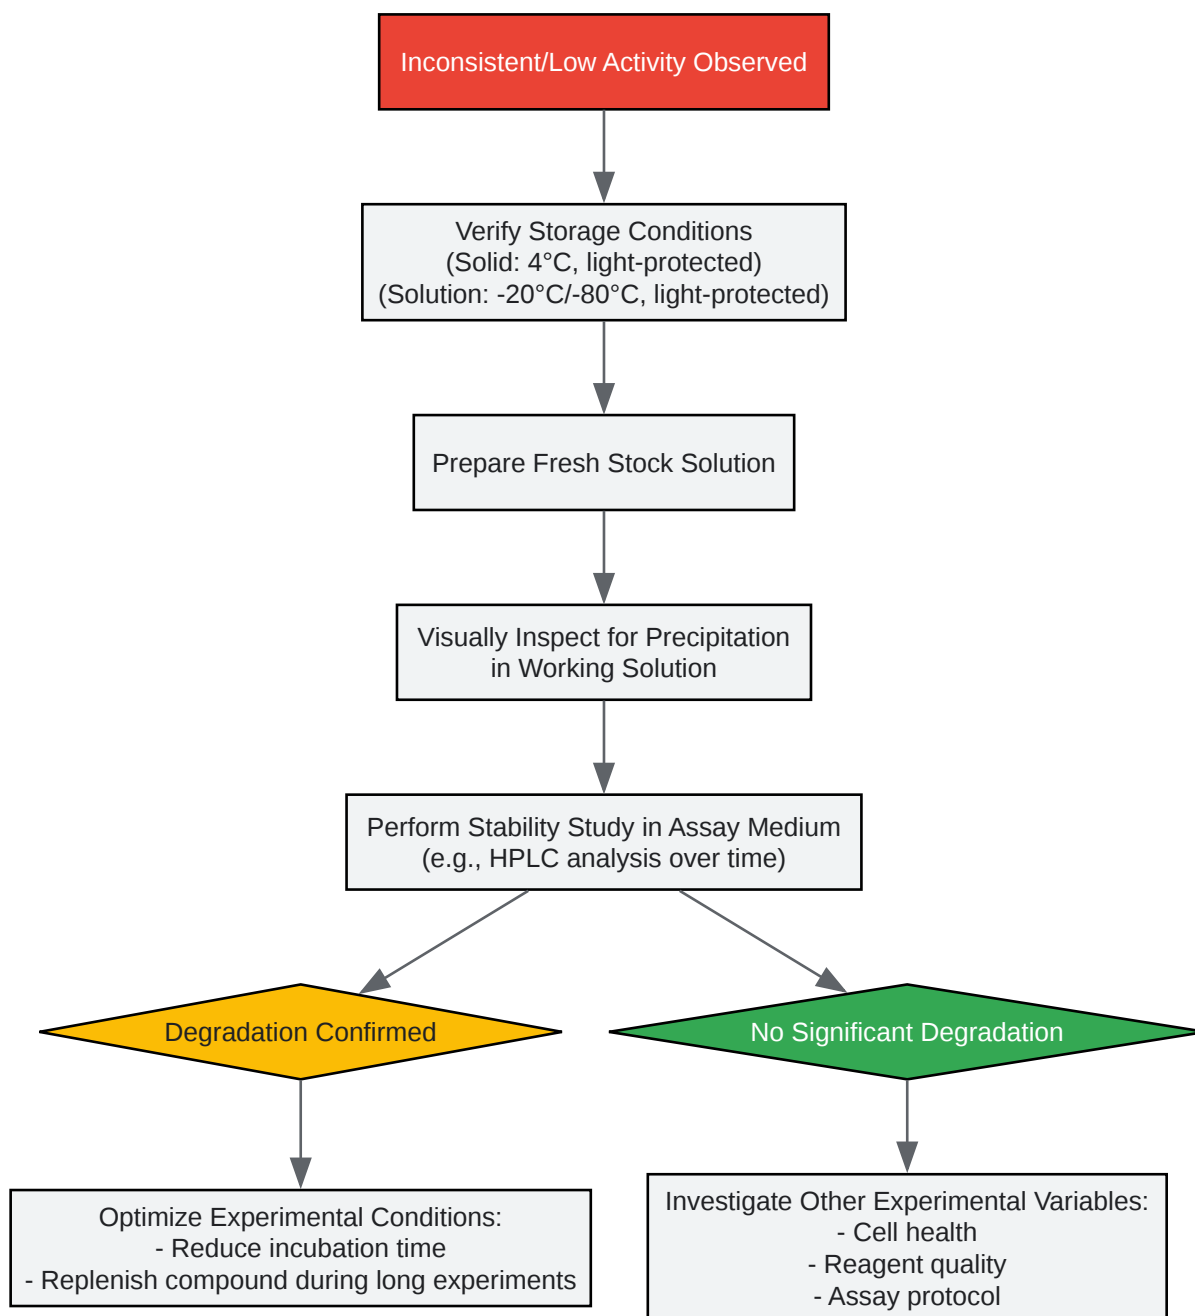 Inconsistent/Low Activity Observed
Verify Storage Conditions
(Solid: 4°C, light-protected)
(Solution: -20°C/-80°C, light-protected)
Prepare Fresh Stock Solution
Visually Inspect for Precipitation
in Working Solution
Perform Stability Study in Assay Medium
(e.g., HPLC analysis over time)
Degradation Confirmed
No Significant Degradation
Optimize Experimental Conditions:
- Reduce incubation time
- Replenish compound during long experiments
Investigate Other Experimental Variables:
- Cell health
- Reagent quality
- Assay protocol